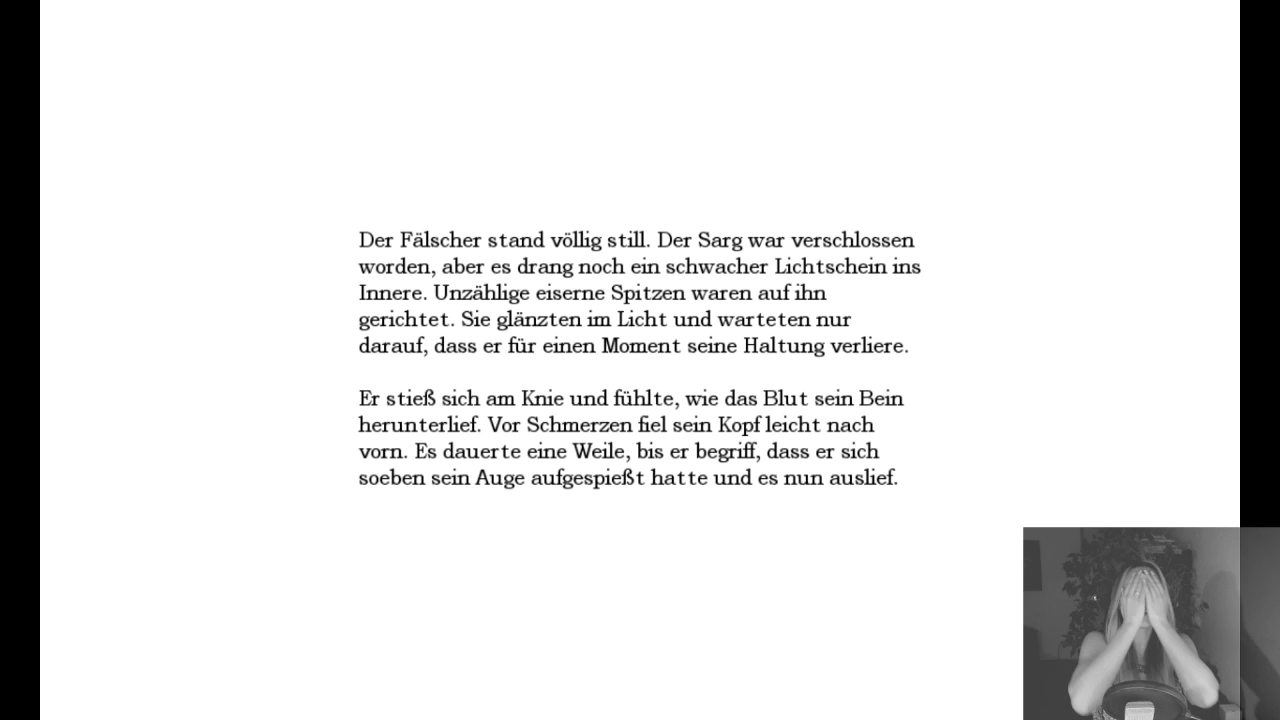 Der Fälscher stand völlig still. Der Sarg war verschlossen
worden, aber es drang noch ein schwacher Lichtschein ins
Innere. Unzählige eiserne Spitzen waren auf ihn
gerichtet. Sie glänzten im Licht und warteten nur
darauf, dass er für einen Moment seine Haltung verliere.
Er stieß sich am Knie und fühlte, wie das Blut sein Bein
herunterlief. Vor Schmerzen fiel sein Kopf leicht nach
vorn. Es dauerte eine Weile, bis er begriff, dass er sich
soeben sein Auge aufgespießt hatte und es nun auslief.